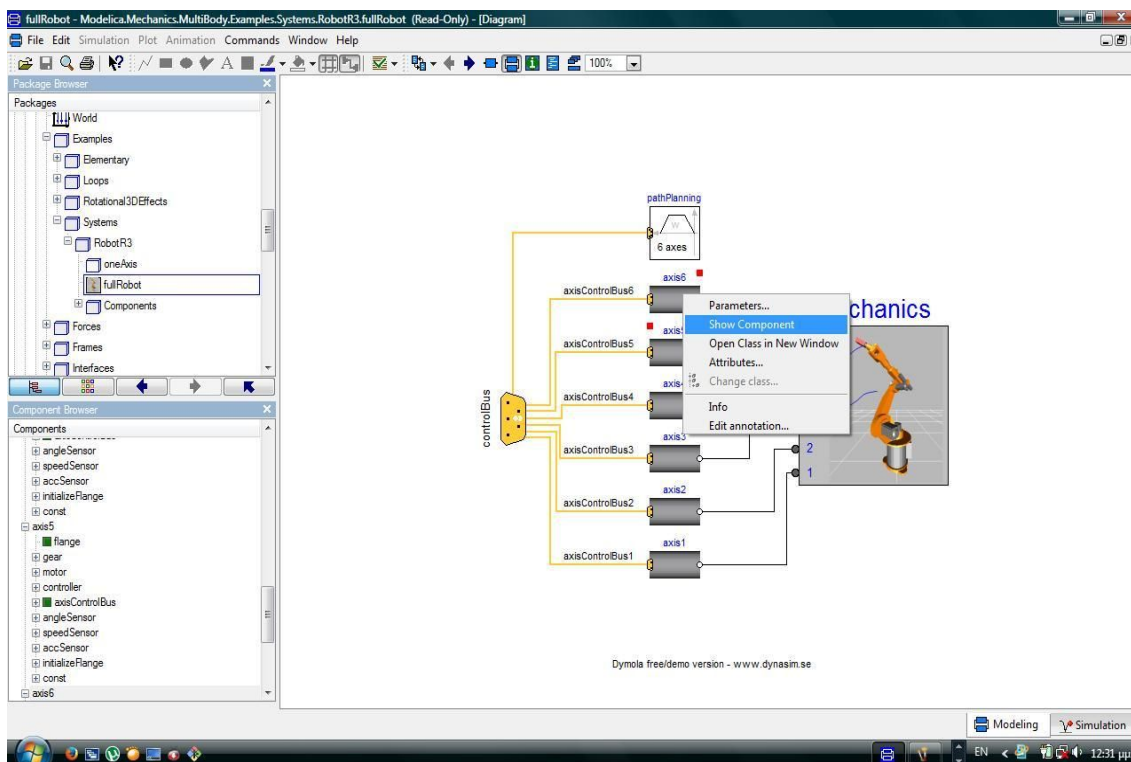 fullRobot - Modelica.Mechanics.MultiBody.Examples.Systems.RobotR3.fullRobot (Read-Only) - [Diagram]
File Edit Simulation Plot Animation Commands Window Help
A
100%
Package Browser
Packages
World
Examples
Elementary
Loops
Rotational3DEffects
Systems
RobotR3
oneAxis
fullRobot
Components
Forces
Frames
Interfaces
Component Browser
Components
angleSensor
speedSensor
accSensor
initializeFlange
const
axis5
flange
gear
motor
controller
axisControlBus
angleSensor
speedSensor
accSensor
initializeFlange
const
axis6
pathPlanning
w
6 axes
axis6
axisControlBus6
axisControlBus5
axisControlBus4
axis3
axisControlBus3
axis2
axisControlBus2
axis1
axisControlBus1
controlBus
Parameters...
Show Component
Open Class in New Window
Attributes...
Change class...
Info
Edit annotation...
chanics
2
1
Dymola free/demo version - www.dynasim.se
Modeling Simulation
EN 12:31 μμ